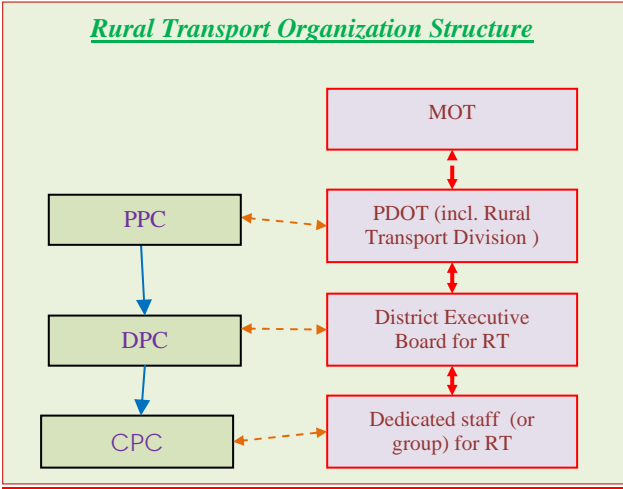 Rural Transport Organization Structure
MOT
PPC
PDOT (incl. Rural
Transport Division )
DPC
District Executive
Board for RT
CPC
Dedicated staff (or
group) for RT